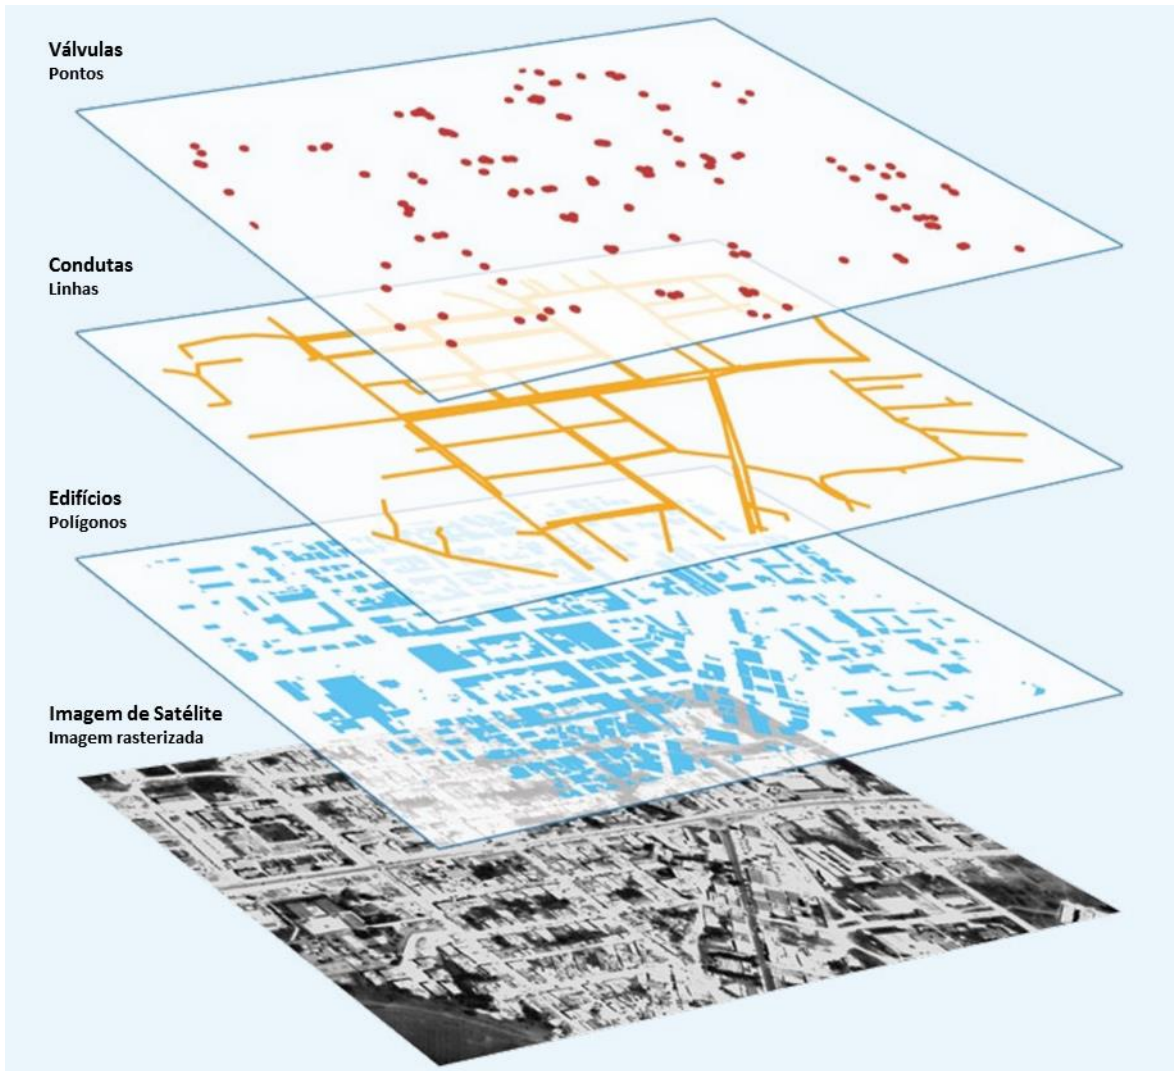 Válvulas
Pontos
Condutas
Linhas
Edifícios
Polígonos
Imagem de Satélite
Imagem rasterizada